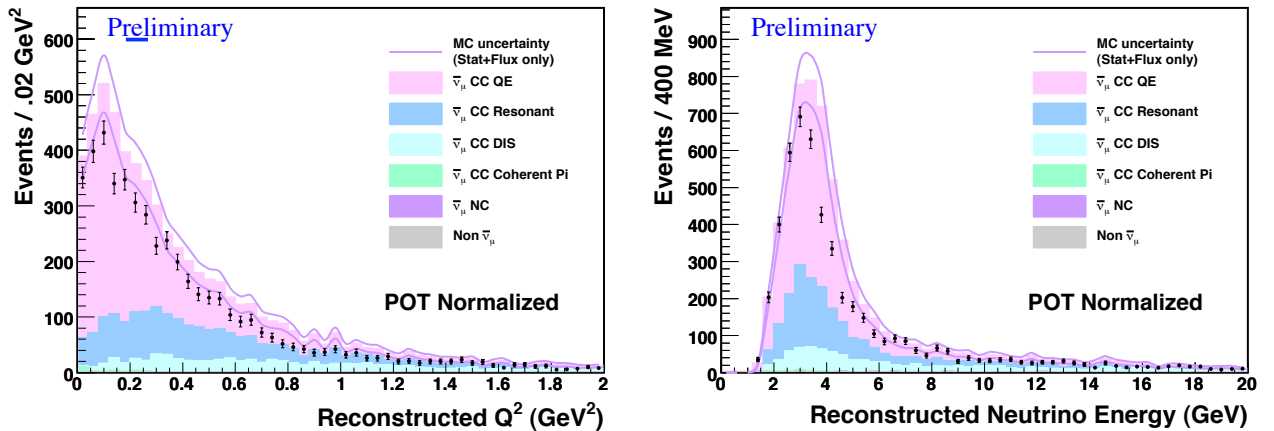 Preliminary
Events / .02 GeV²
600
500
400
300
200
100
0
MC uncertainty
(Stat+Flux only)
ν̅μ CC QE
ν̅μ CC Resonant
ν̅μ CC DIS
ν̅μ CC Coherent Pi
ν̅μ NC
Non ν̅μ
POT Normalized
0 0.2 0.4 0.6 0.8 1 1.2 1.4 1.6 1.8 2
Reconstructed Q² (GeV²)
Preliminary
Events / 400 MeV
900
800
700
600
500
400
300
200
100
0
MC uncertainty
(Stat+Flux only)
ν̅μ CC QE
ν̅μ CC Resonant
ν̅μ CC DIS
ν̅μ CC Coherent Pi
ν̅μ NC
Non ν̅μ
POT Normalized
0 2 4 6 8 10 12 14 16 18 20
Reconstructed Neutrino Energy (GeV)